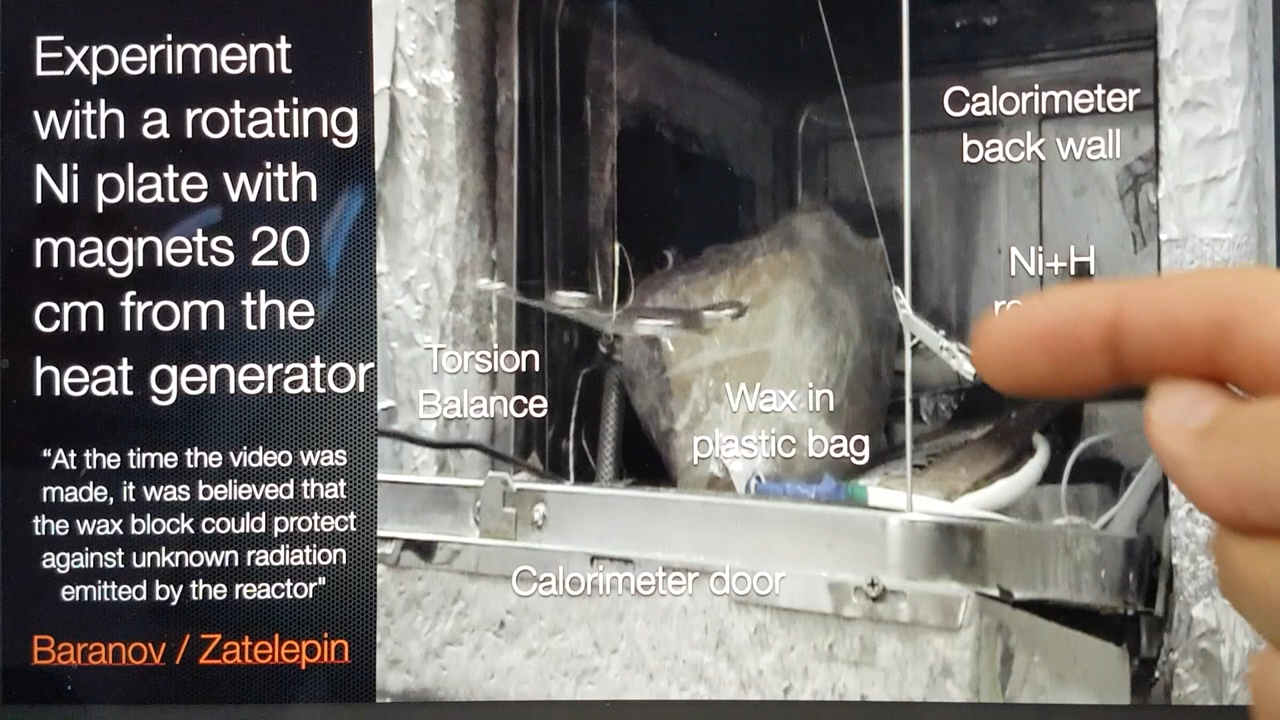 Experiment
with a rotating
Ni plate with
magnets 20
cm from the
heat generator
“At the time the video was
made, it was believed that
the wax block could protect
against unknown radiation
emitted by the reactor"
Baranov / Zatelepin
Calorimeter
back wall
Ni+H
Torsion
Balance
Wax in
plastic bag
Calorimeter door